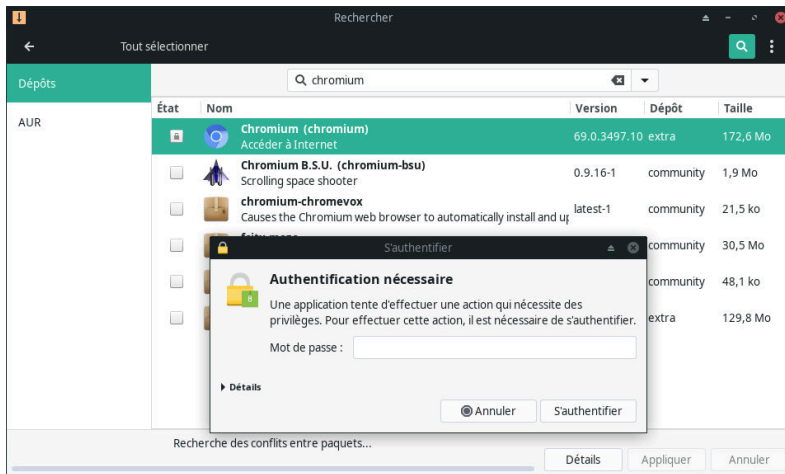 Rechercher
Tout sélectionner
Dépôts
AUR
chromium
État Nom Version Dépôt Taille
Chromium (chromium)
Accéder à Internet
69.0.3497.10 extra 172,6 Mo
Chromium B.S.U. (chromium-bsu)
Scrolling space shooter
0.9.16-1 community 1,9 Mo
chromium-chromevox
Causes the Chromium web browser to automatically install and
latest-1 community 21,5 ko
community 30,5 Mo
community 48,1 ko
extra 129,8 Mo
S'authentifier
Authentification nécessaire
Une application tente d'effectuer une action qui nécessite des
privilèges. Pour effectuer cette action, il est nécessaire de s'authentifier.
Mot de passe :
Détails
Annuler S'authentifier
Recherche des conflits entre paquets...
Détails Appliquer Annuler